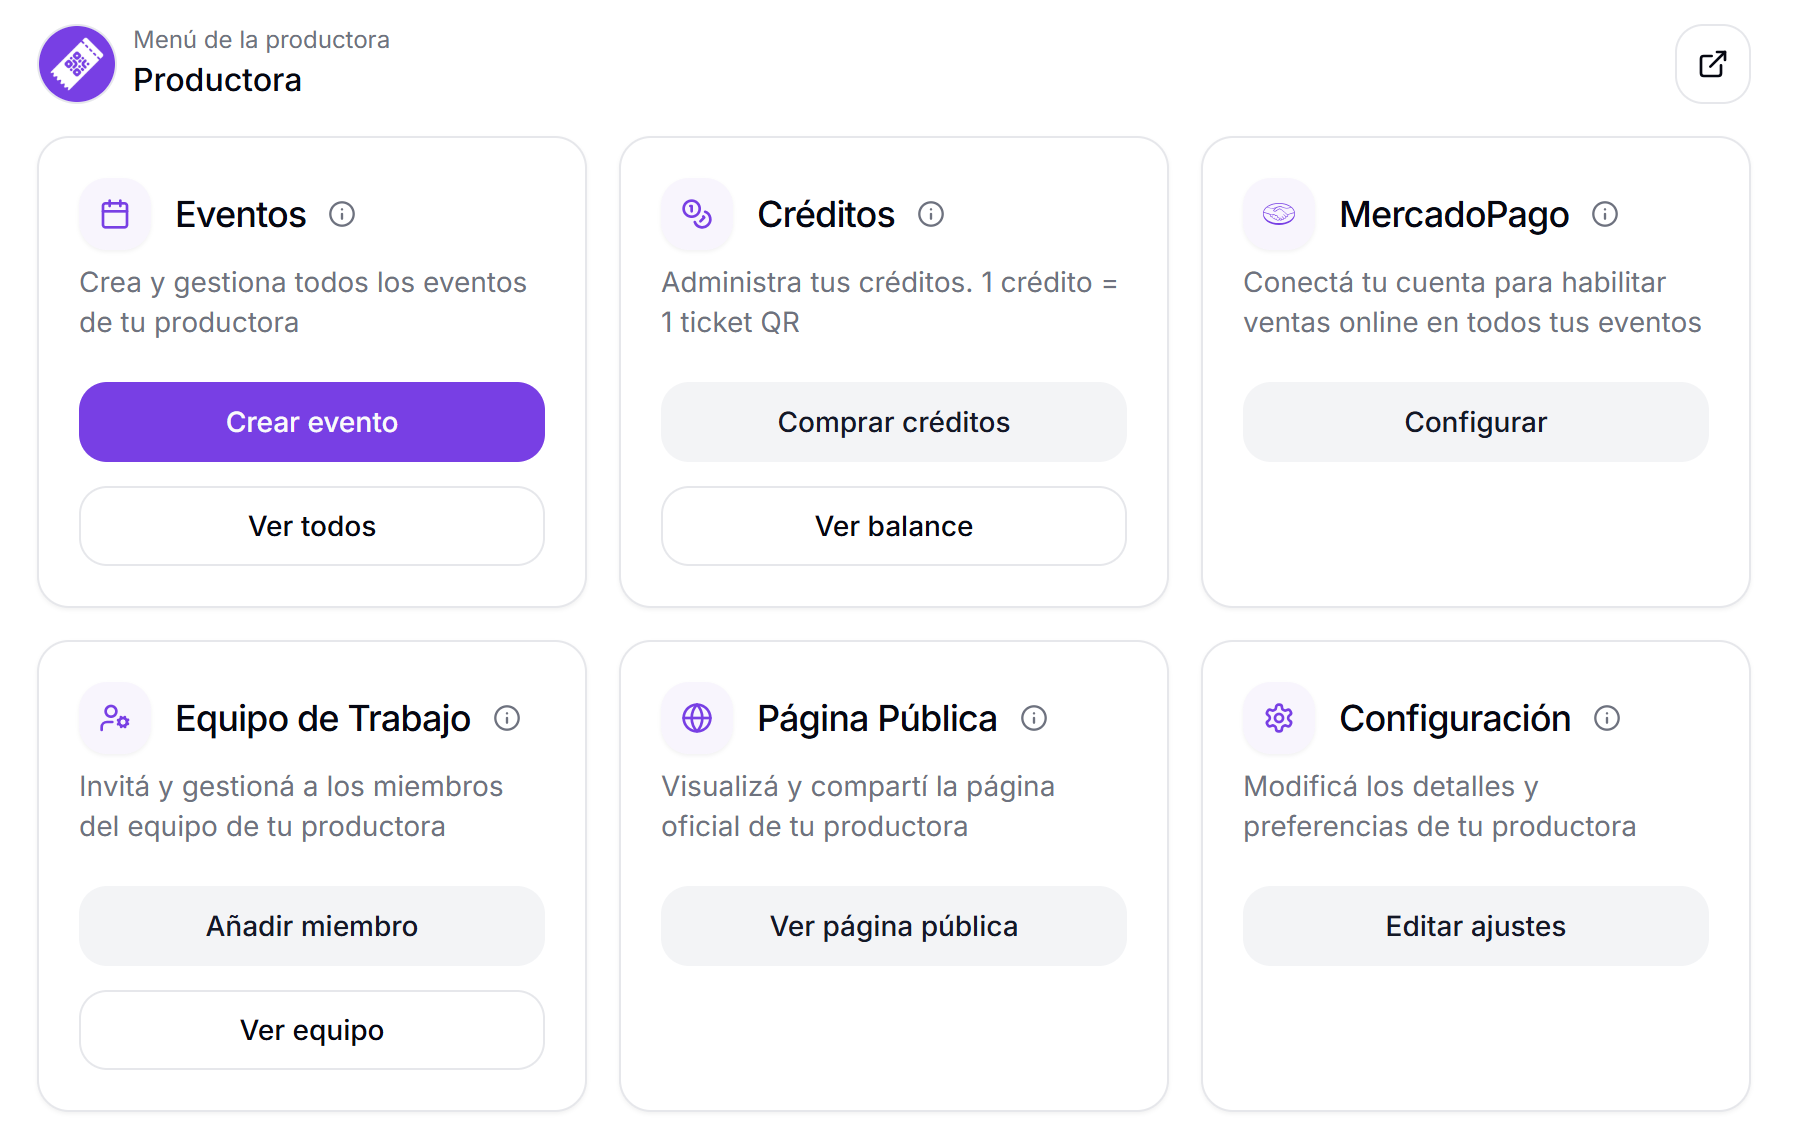 Menú de la productora
Productora
Eventos
Crea y gestiona todos los eventos
de tu productora
Crear evento
Ver todos
Créditos
Administra tus créditos. 1 crédito =
1 ticket QR
Comprar créditos
Ver balance
MercadoPago
Conectá tu cuenta para habilitar
ventas online en todos tus eventos
Configurar
Equipo de Trabajo
Invitá y gestioná a los miembros
del equipo de tu productora
Añadir miembro
Ver equipo
Página Pública
Visualizá y compartí la página
oficial de tu productora
Ver página pública
Configuración
Modificá los detalles y
preferencias de tu productora
Editar ajustes